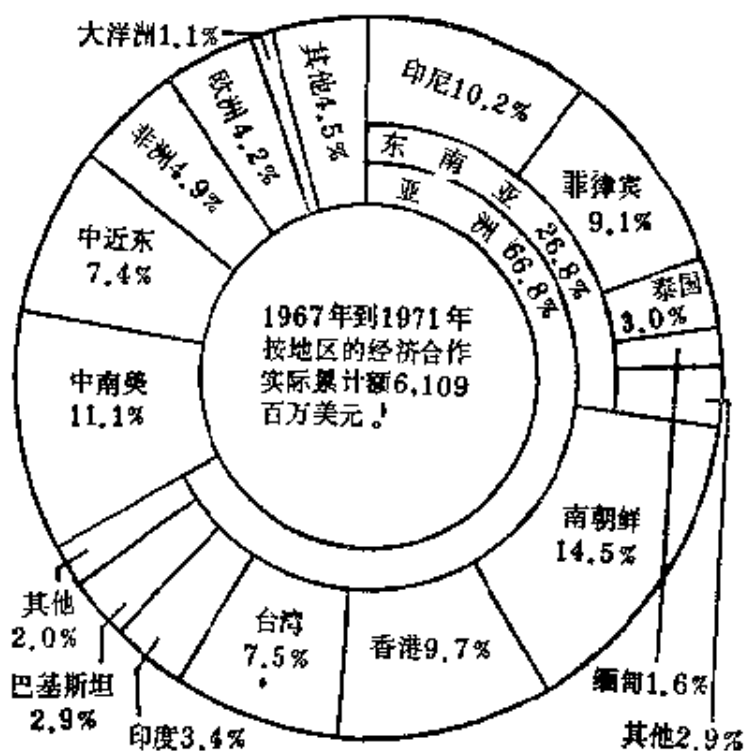 大洋洲1.1%
欧洲4.2%
其他4.5%
印尼10.2%
东南亚 26.8%
亚洲 66.8%
菲律宾
9.1%
非洲4.9%
中近东
7.4%
泰国
3.0%
1967年到1971年
按地区的经济合作
实际累计额6,109
百万美元。
中南美
11.1%
南朝鲜
14.5%
其他
2.0%
台湾
7.5%
香港9.7%
巴基斯坦
2.9%
印度3.4%
缅甸1.6%
其他2.9%